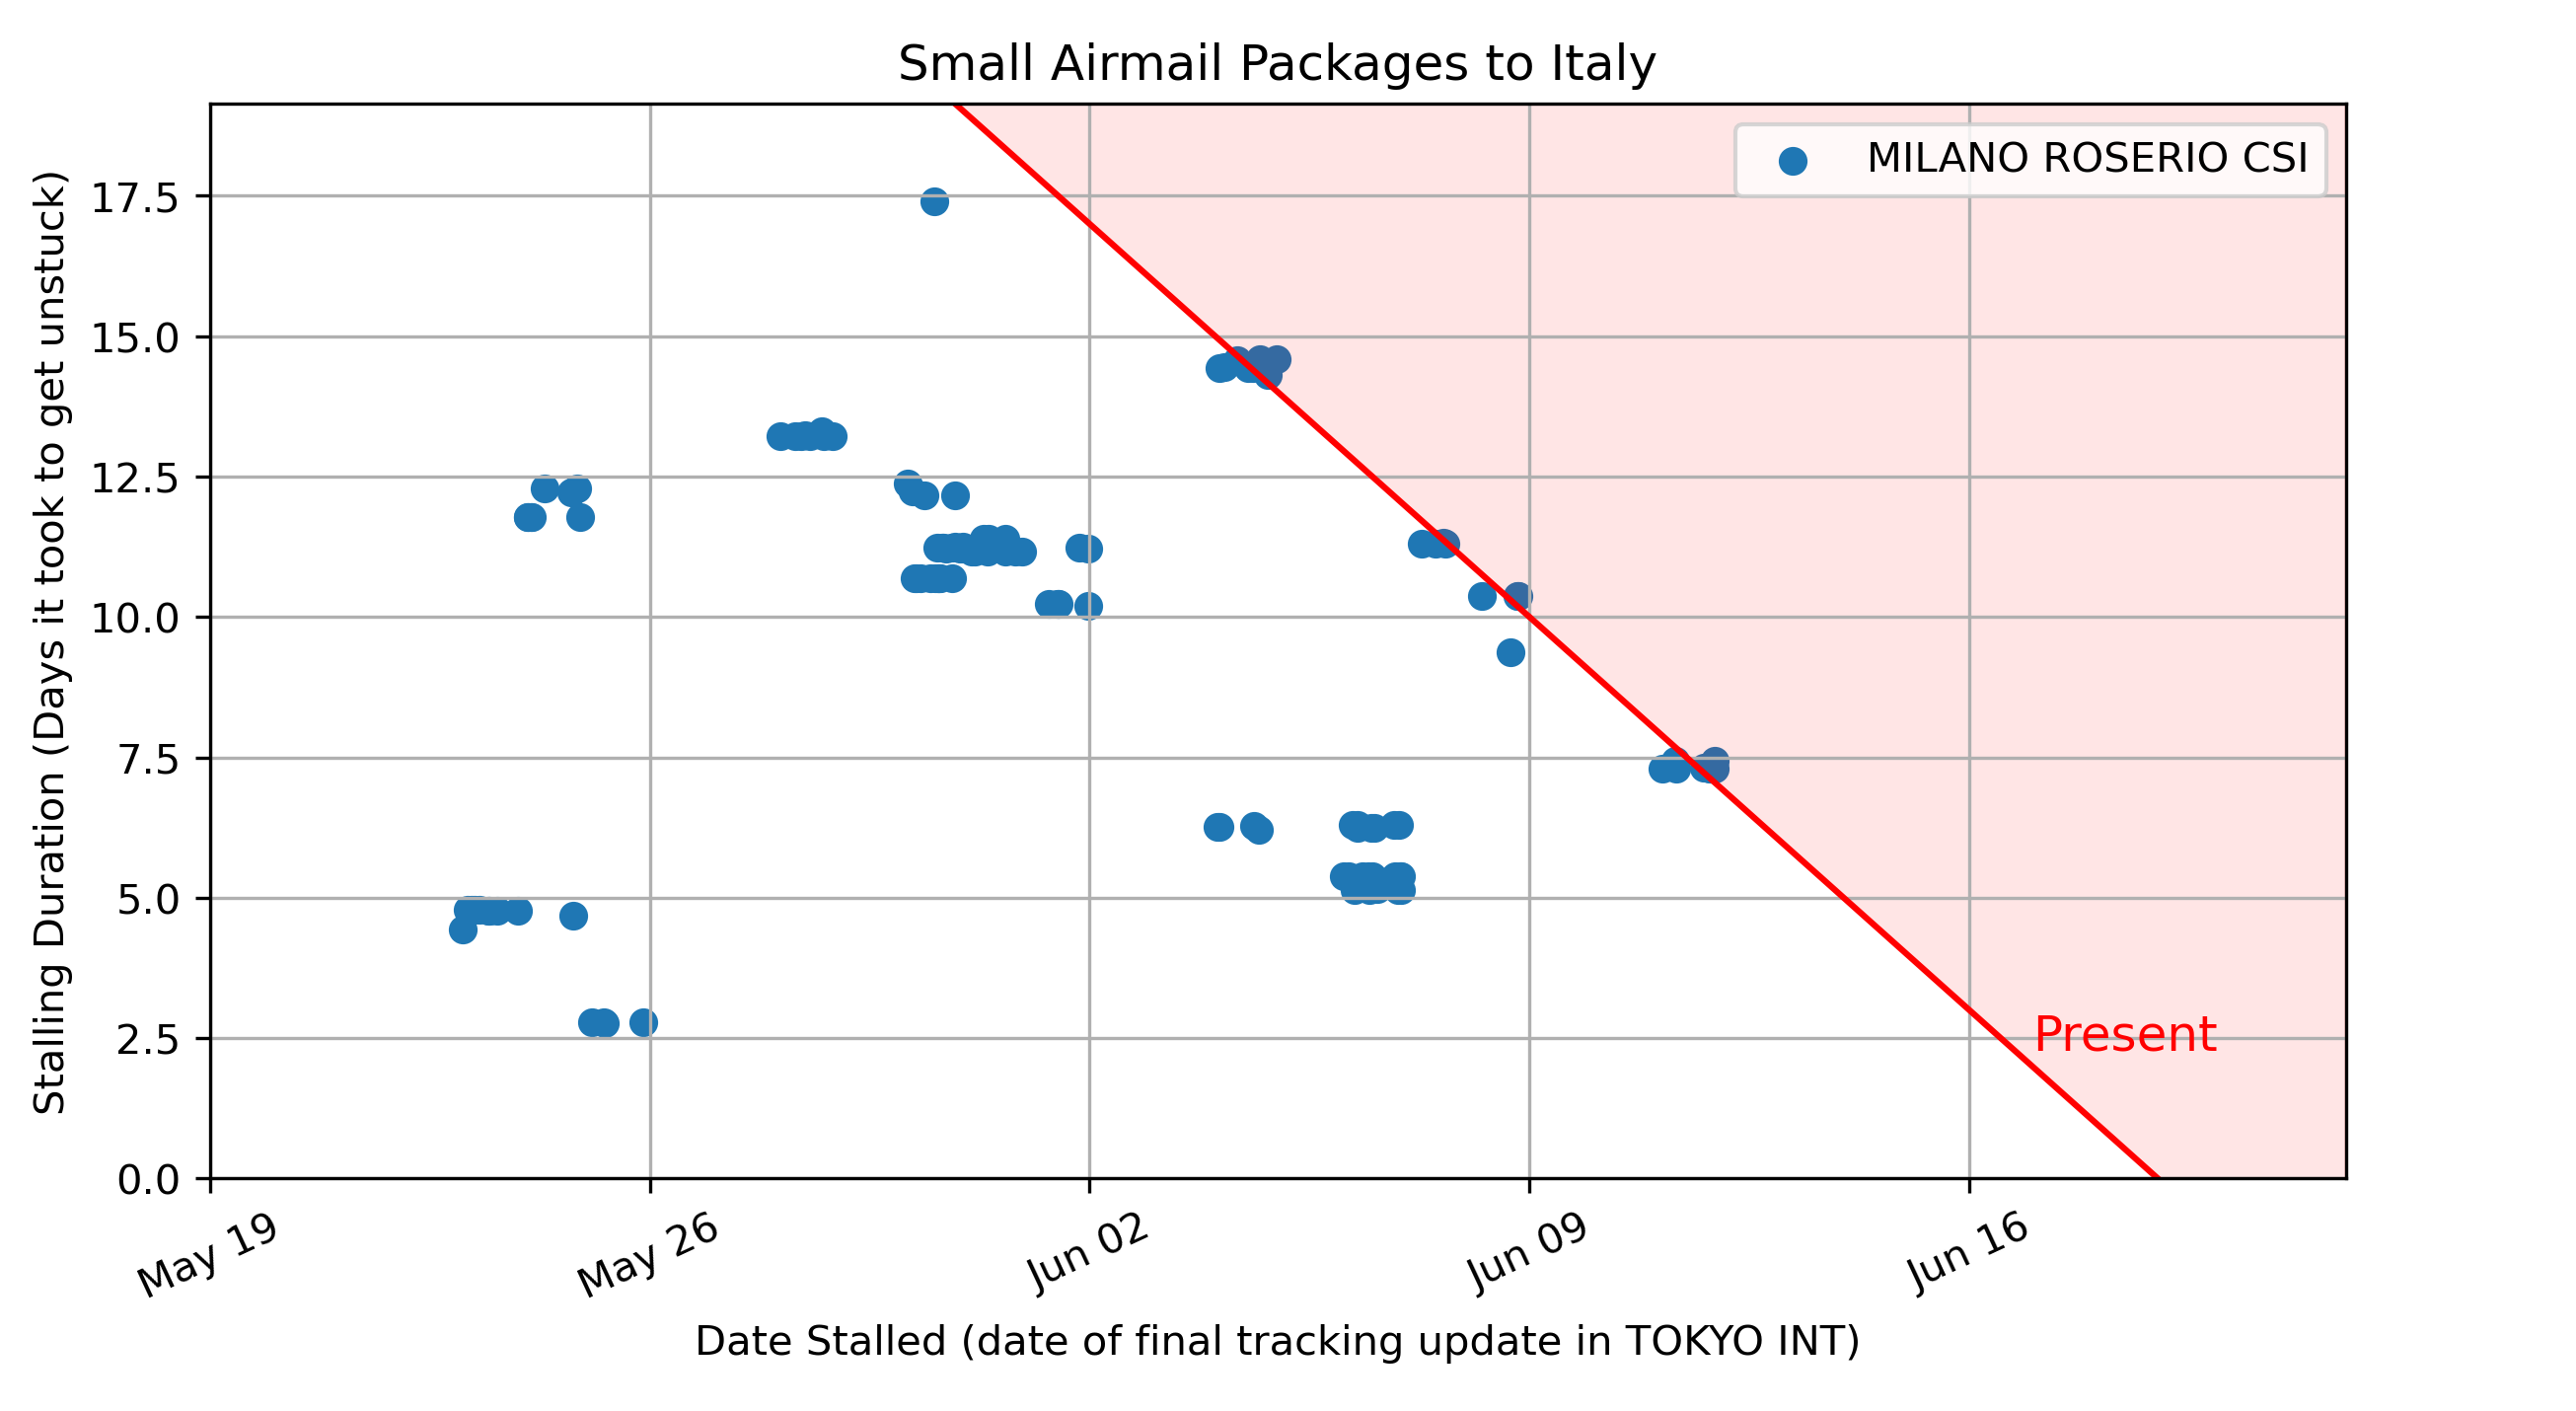 Small Airmail Packages to Italy
MILANO ROSERIO CSI
Stalling Duration (Days it took to get unstuck)
17.5
15.0
12.5
10.0
7.5
5.0
2.5
0.0
Present
May 19
May 26
Jun 02
Jun 09
Jun 16
Date Stalled (date of final tracking update in TOKYO INT)